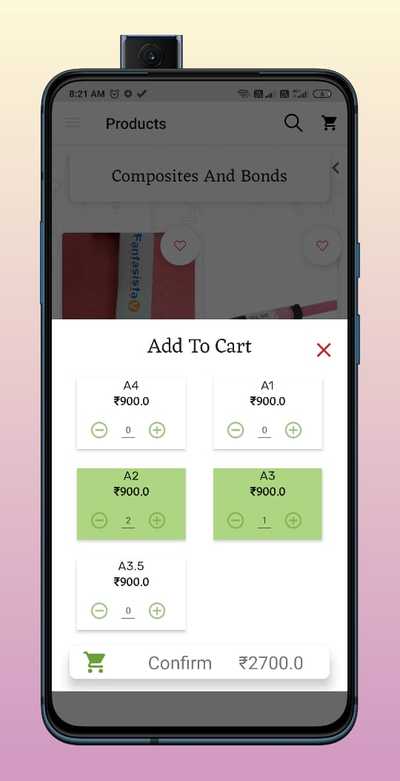 8:21 AM
Products
Composites And Bonds
Fantasista
Add To Cart
A4
₹900.0
0
A1
₹900.0
0
A2
₹900.0
2
A3
₹900.0
1
A3.5
₹900.0
0
Confirm ₹2700.0